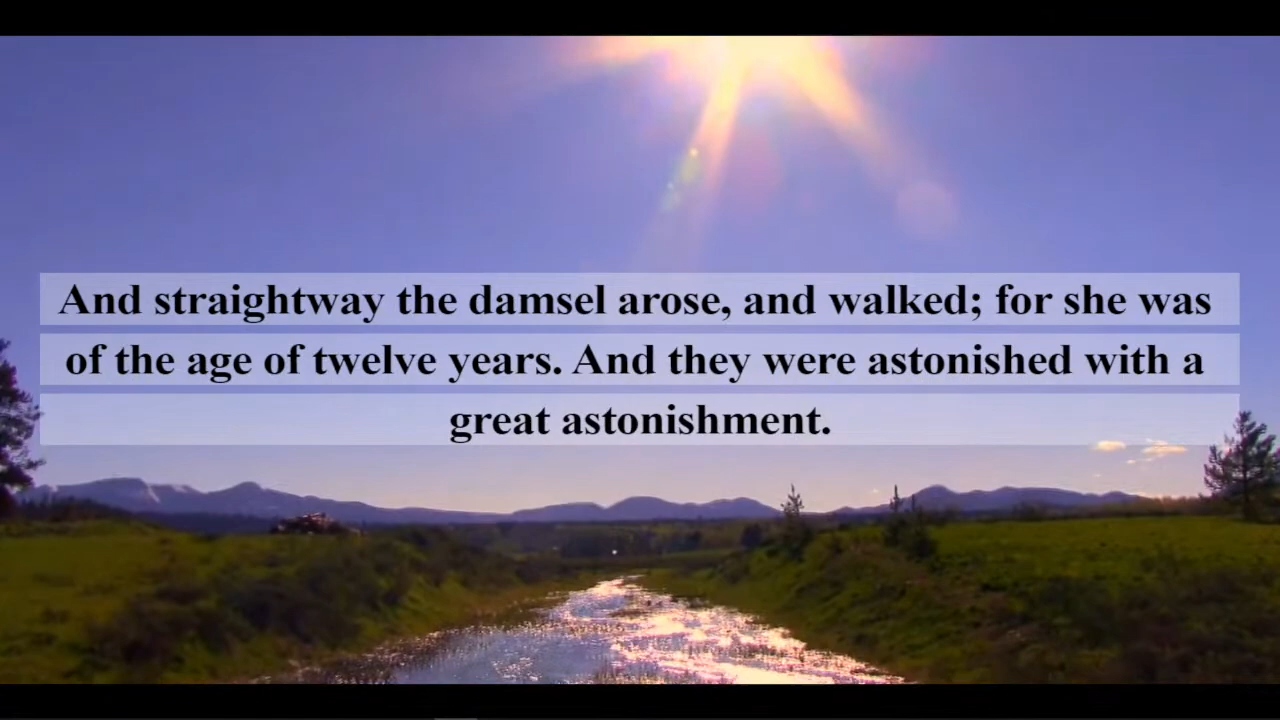 And straightway the damsel arose, and walked; for she was
of the age of twelve years. And they were astonished with a
great astonishment.